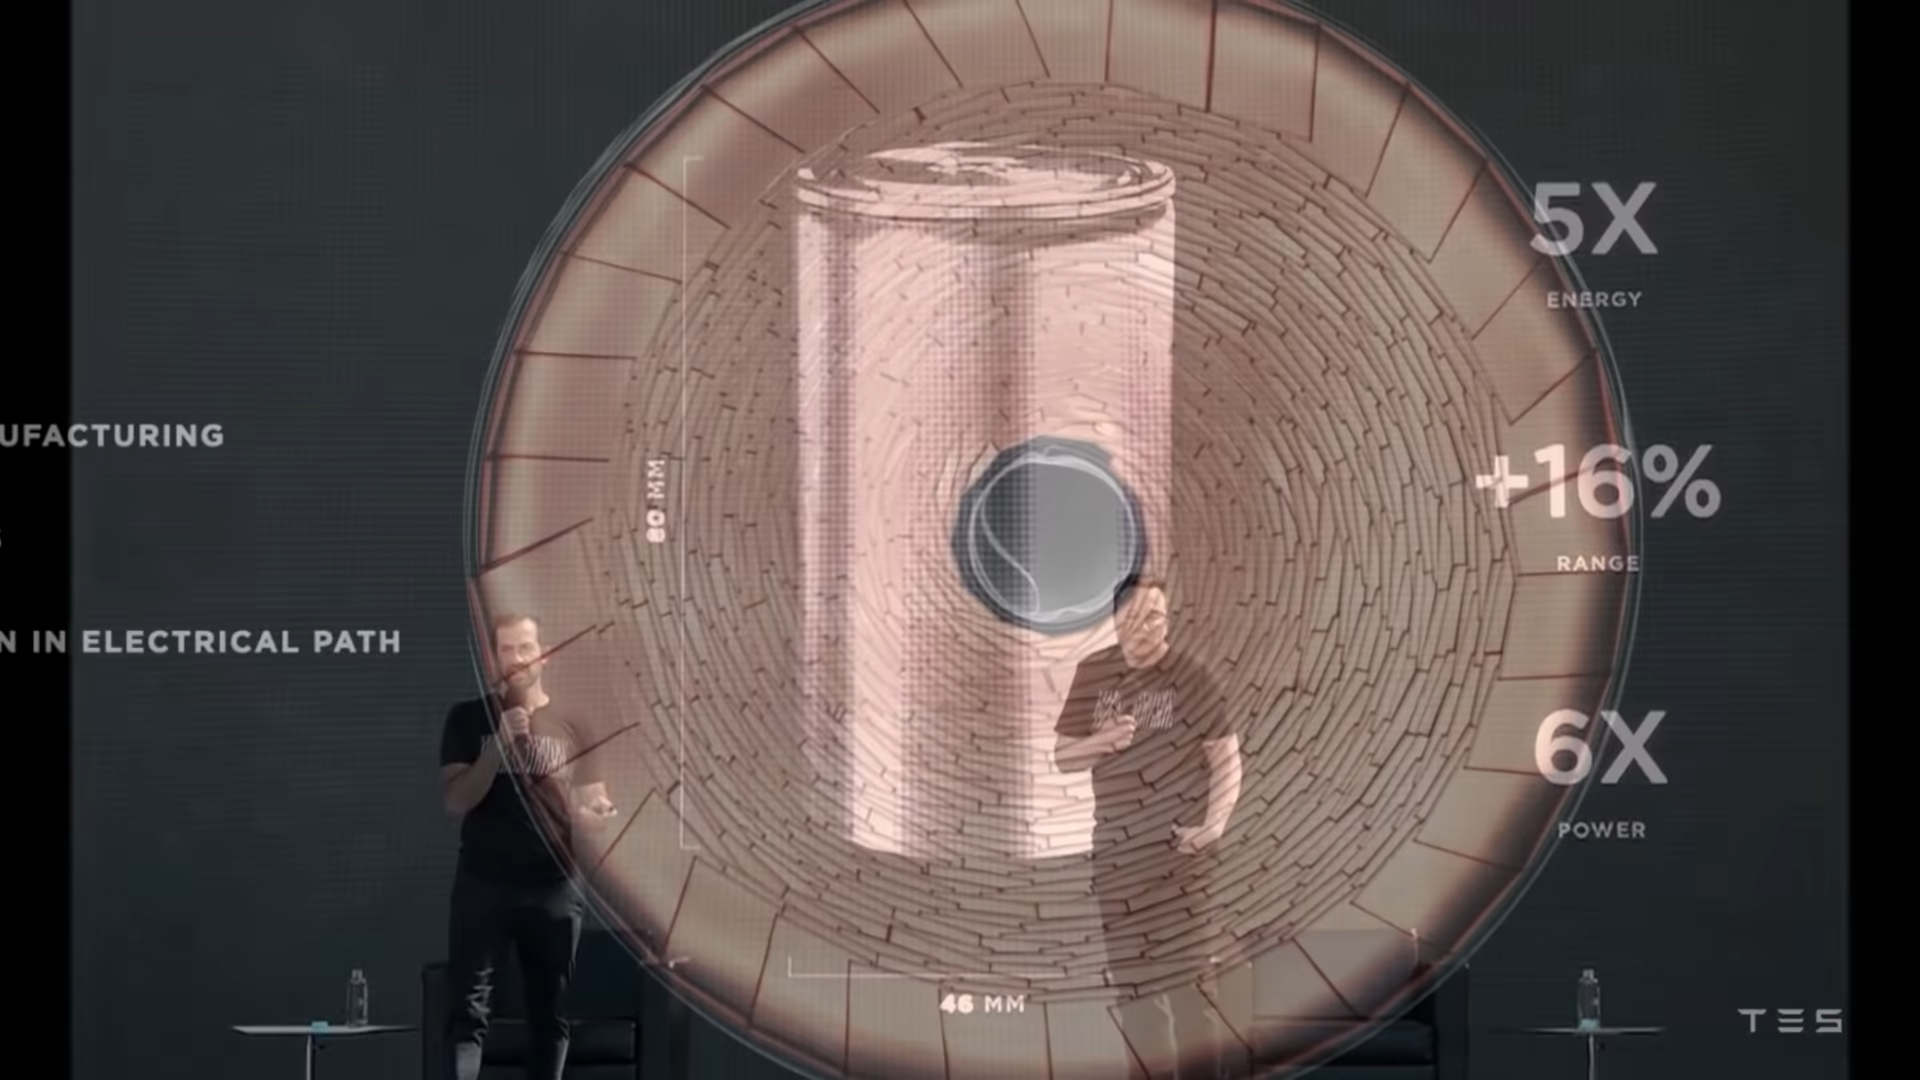 UFACTURING
S
N IN ELECTRICAL PATH
80 MM
46 MM
5X
ENERGY
+16%
RANGE
6X
POWER
TES